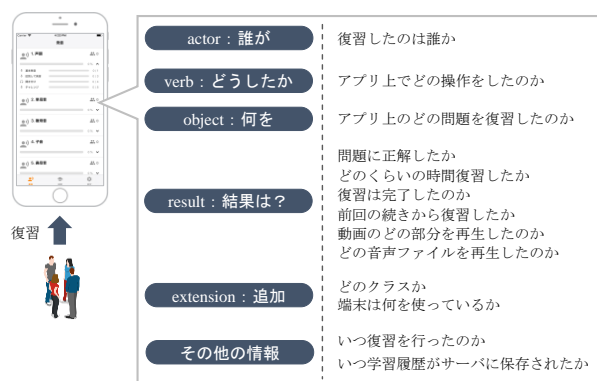 actor：誰が
復習したのは誰か
verb：どうしたか
アプリ上でどの操作をしたのか
object：何を
アプリ上のどの問題を復習したのか
result：結果は？
問題に正解したか
どのくらいの時間復習したか
復習は完了したのか
前回の続きから復習したか
動画のどの部分を再生したのか
どの音声ファイルを再生したのか
extension：追加
どのクラスか
端末は何を使っているか
その他の情報
いつ復習を行ったのか
いつ学習履歴がサーバに保存されたか
復習